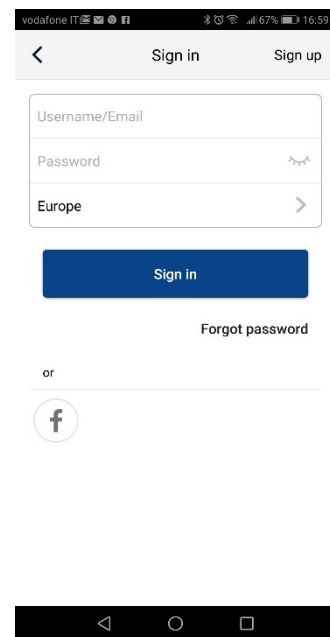 vodafone IT 67% 16:59
Sign in Sign up
Username/Email
Password
Europe
Sign in
Forgot password
or
f